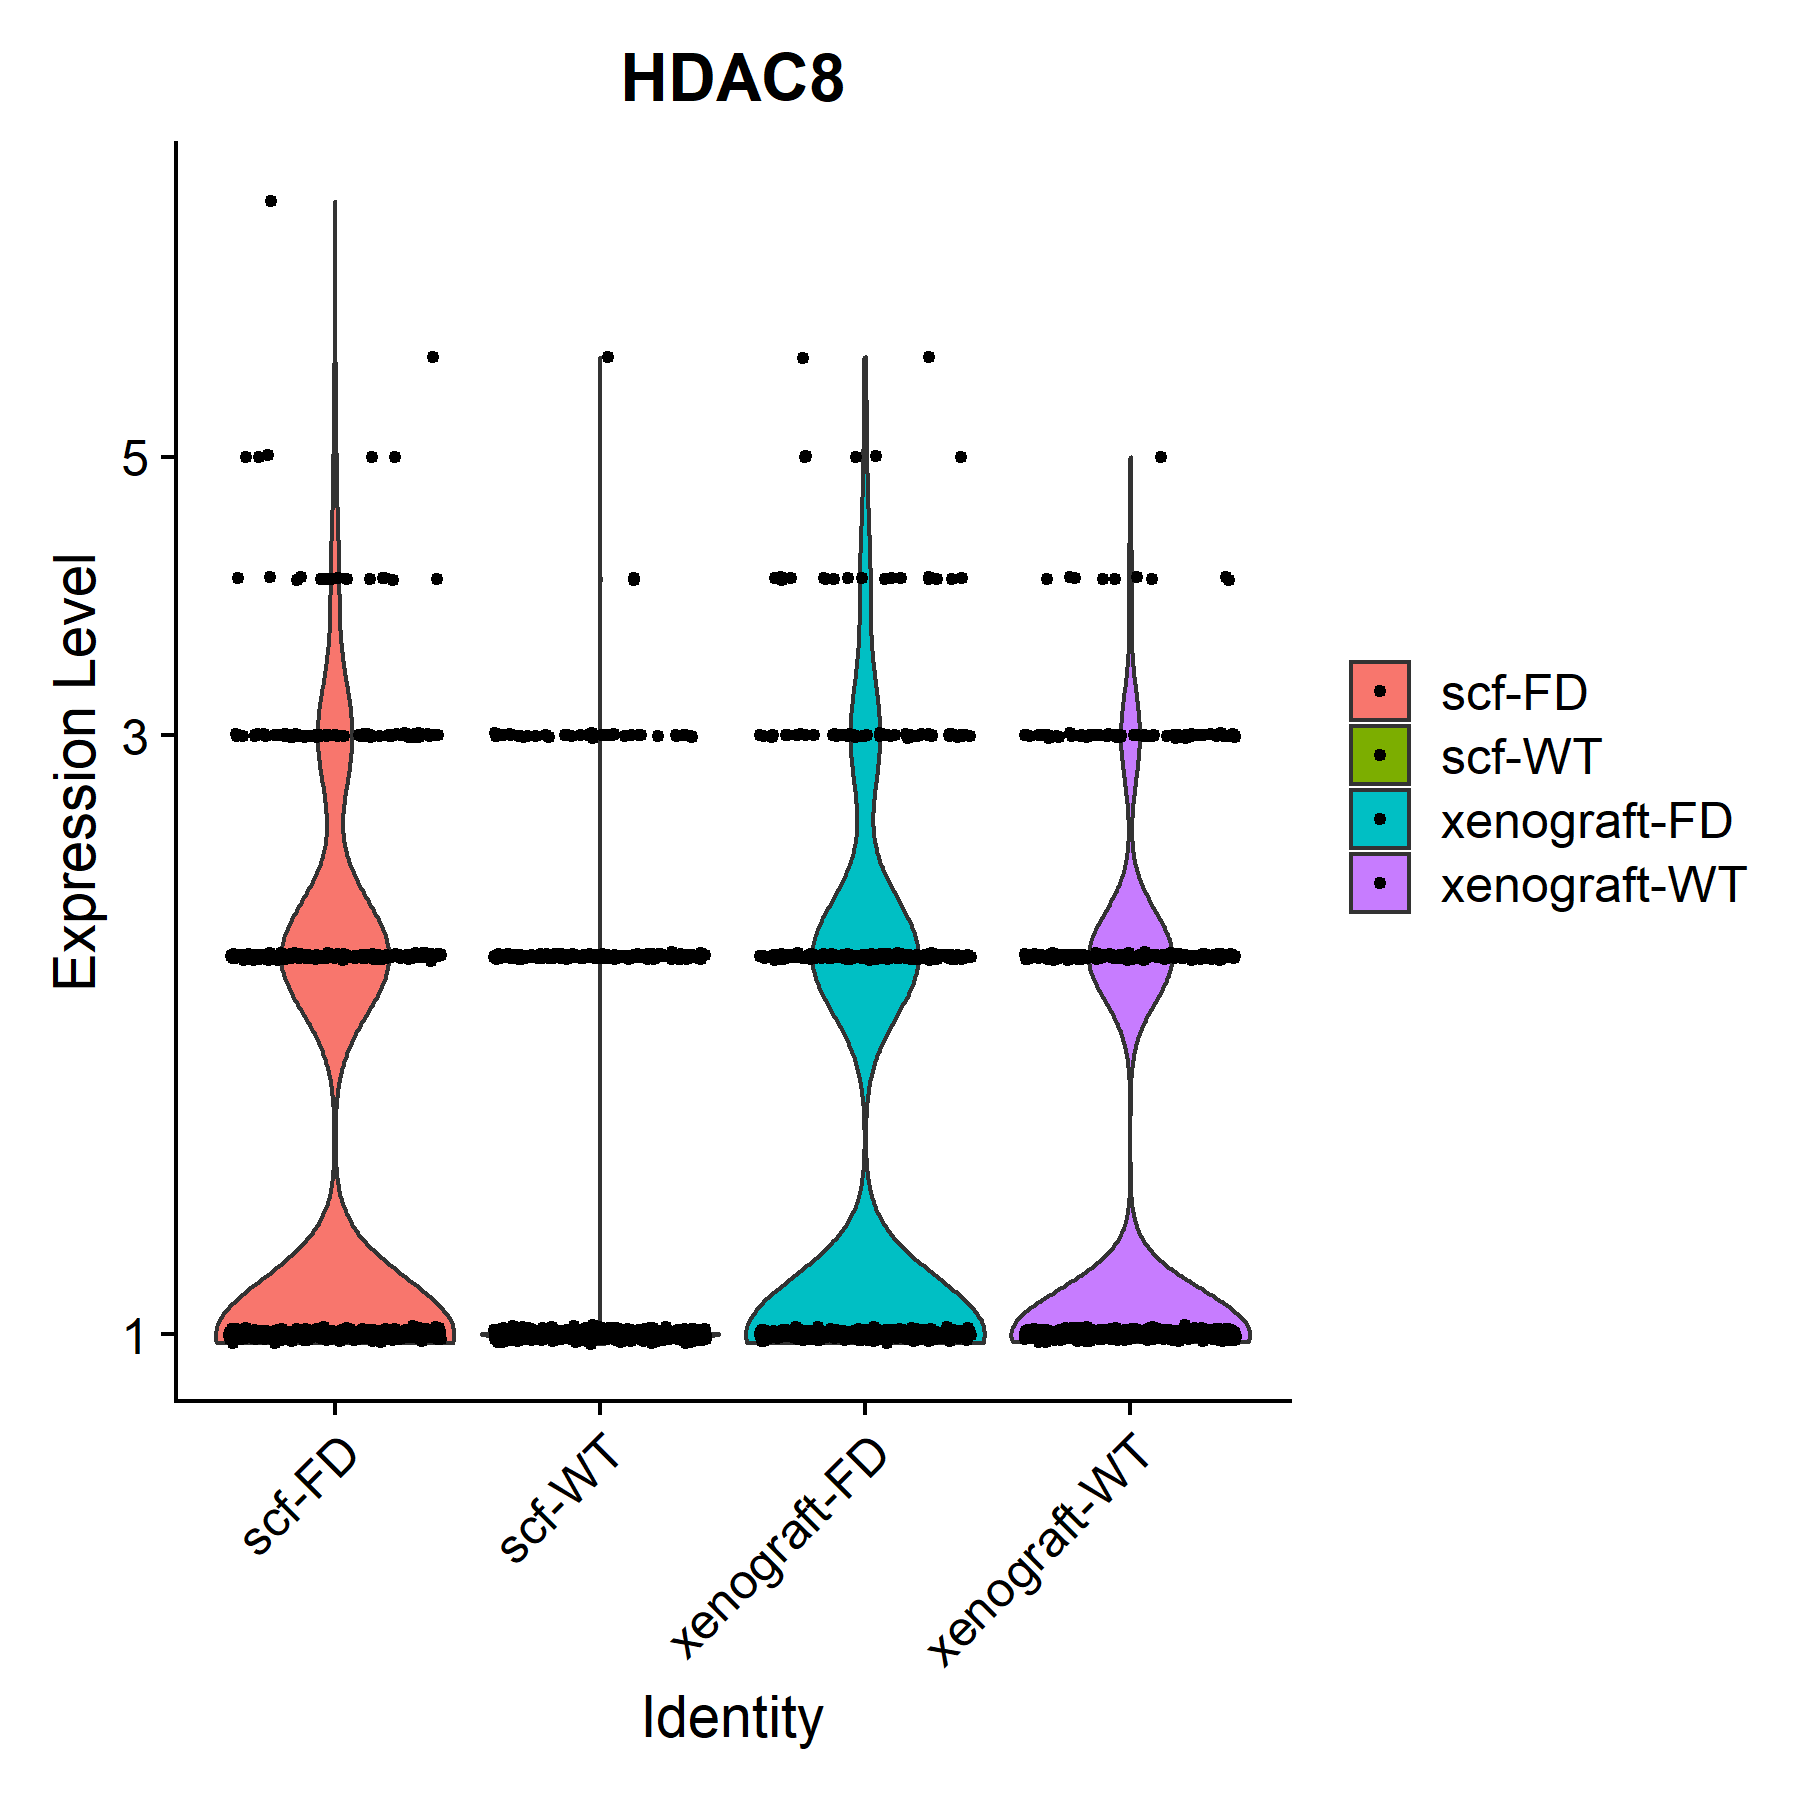 HDAC8
Expression Level
5
3
1
scf-FD
scf-WT
xenograft-FD
xenograft-WT
Identity
scf-FD
scf-WT
xenograft-FD
xenograft-WT